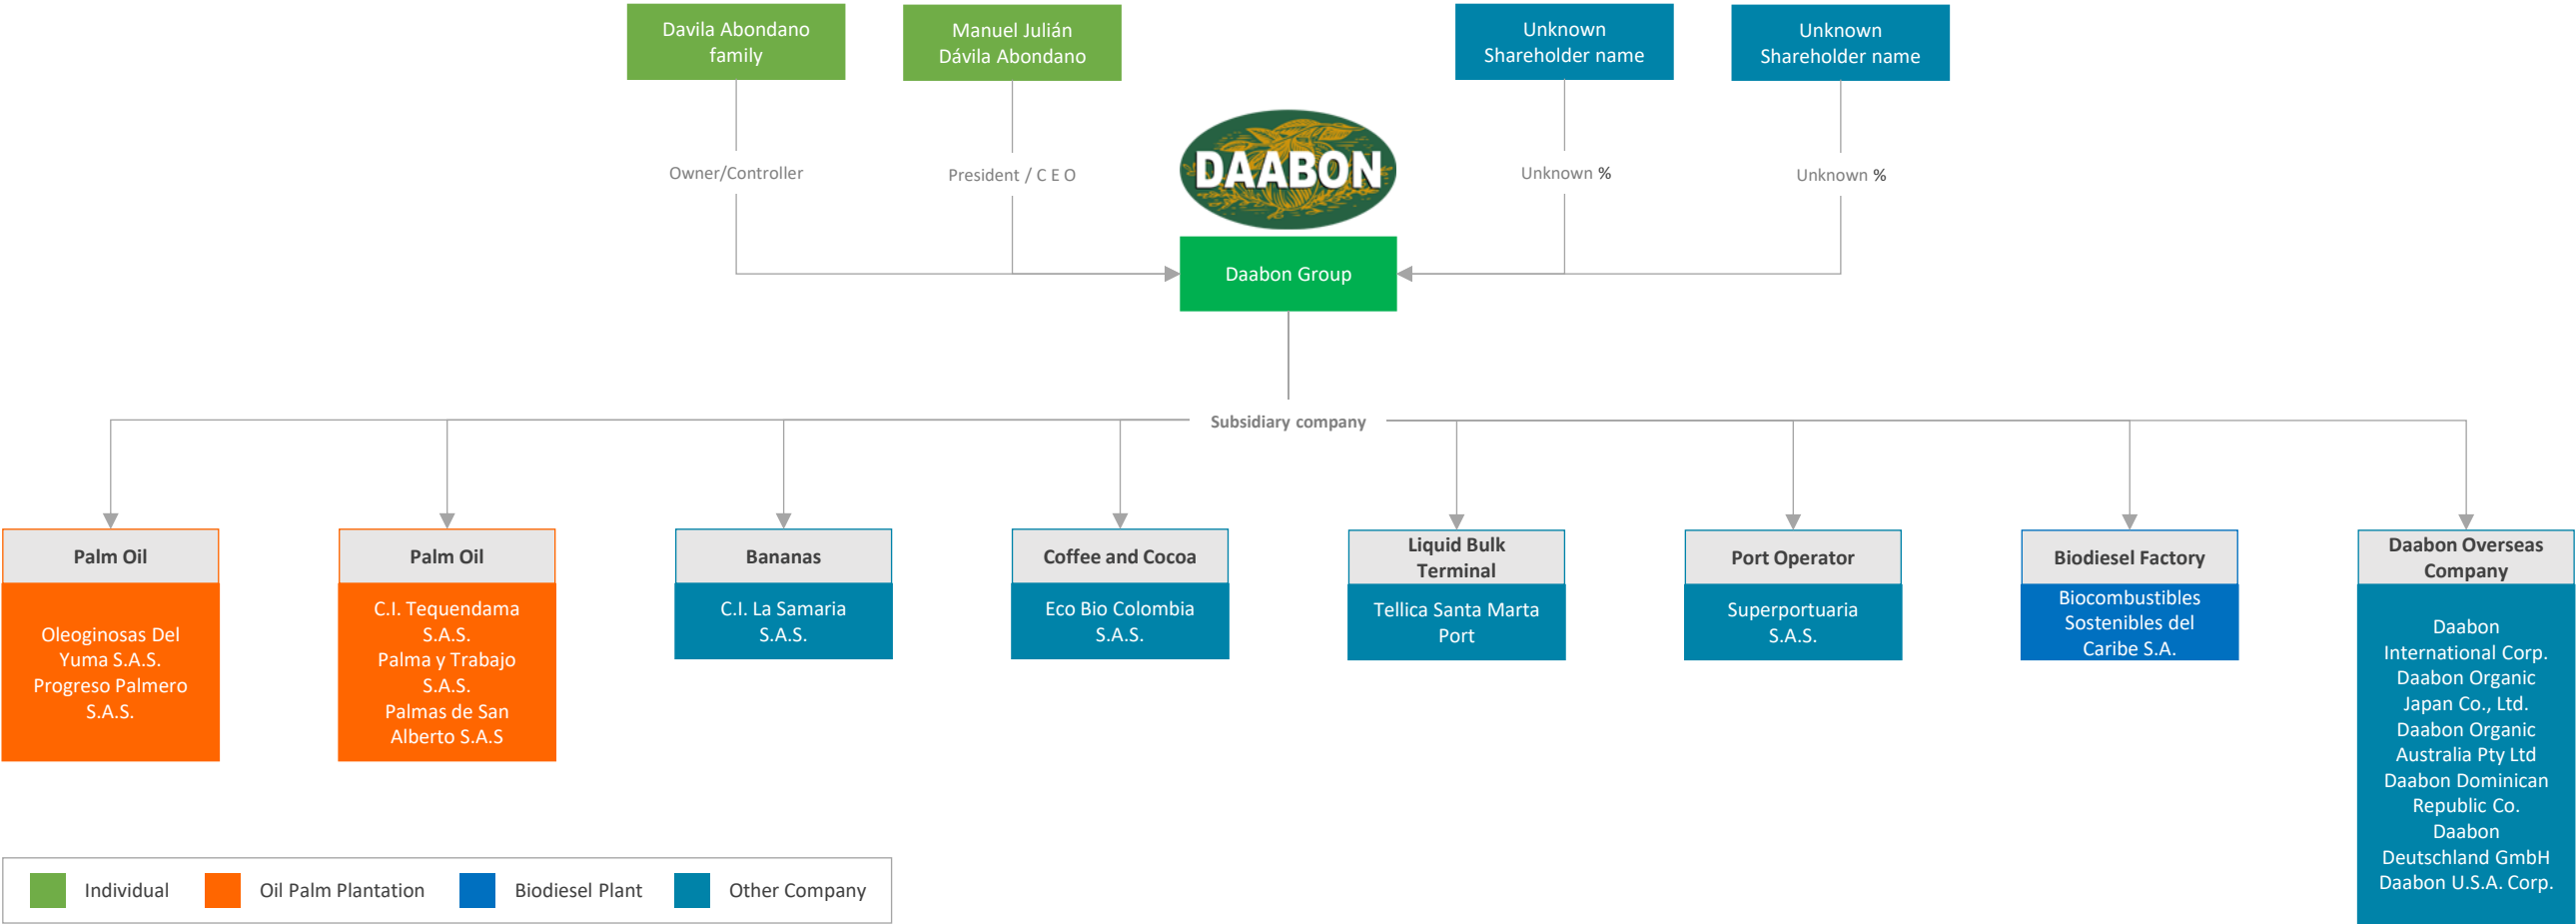 Davila Abondano
family
Manuel Julián
Dávila Abondano
Unknown
Shareholder name
Unknown
Shareholder name
Owner/Controller
President / C E O
DAABON
Unknown %
Unknown %
Daabon Group
Subsidiary company
Palm Oil
Oleoginosas Del
Yuma S.A.S.
Progreso Palmero
S.A.S.
Palm Oil
C.I. Tequendama
S.A.S.
Palma y Trabajo
S.A.S.
Palmas de San
Alberto S.A.S
Bananas
C.I. La Samaria
S.A.S.
Coffee and Cocoa
Eco Bio Colombia
S.A.S.
Liquid Bulk
Terminal
Tellica Santa Marta
Port
Port Operator
Superportuaria
S.A.S.
Biodiesel Factory
Biocombustibles
Sostenibles del
Caribe S.A.
Daabon Overseas
Company
Daabon
International Corp.
Daabon Organic
Japan Co., Ltd.
Daabon Organic
Australia Pty Ltd
Daabon Dominican
Republic Co.
Daabon
Deutschland GmbH
Daabon U.S.A. Corp.
Individual
Oil Palm Plantation
Biodiesel Plant
Other Company